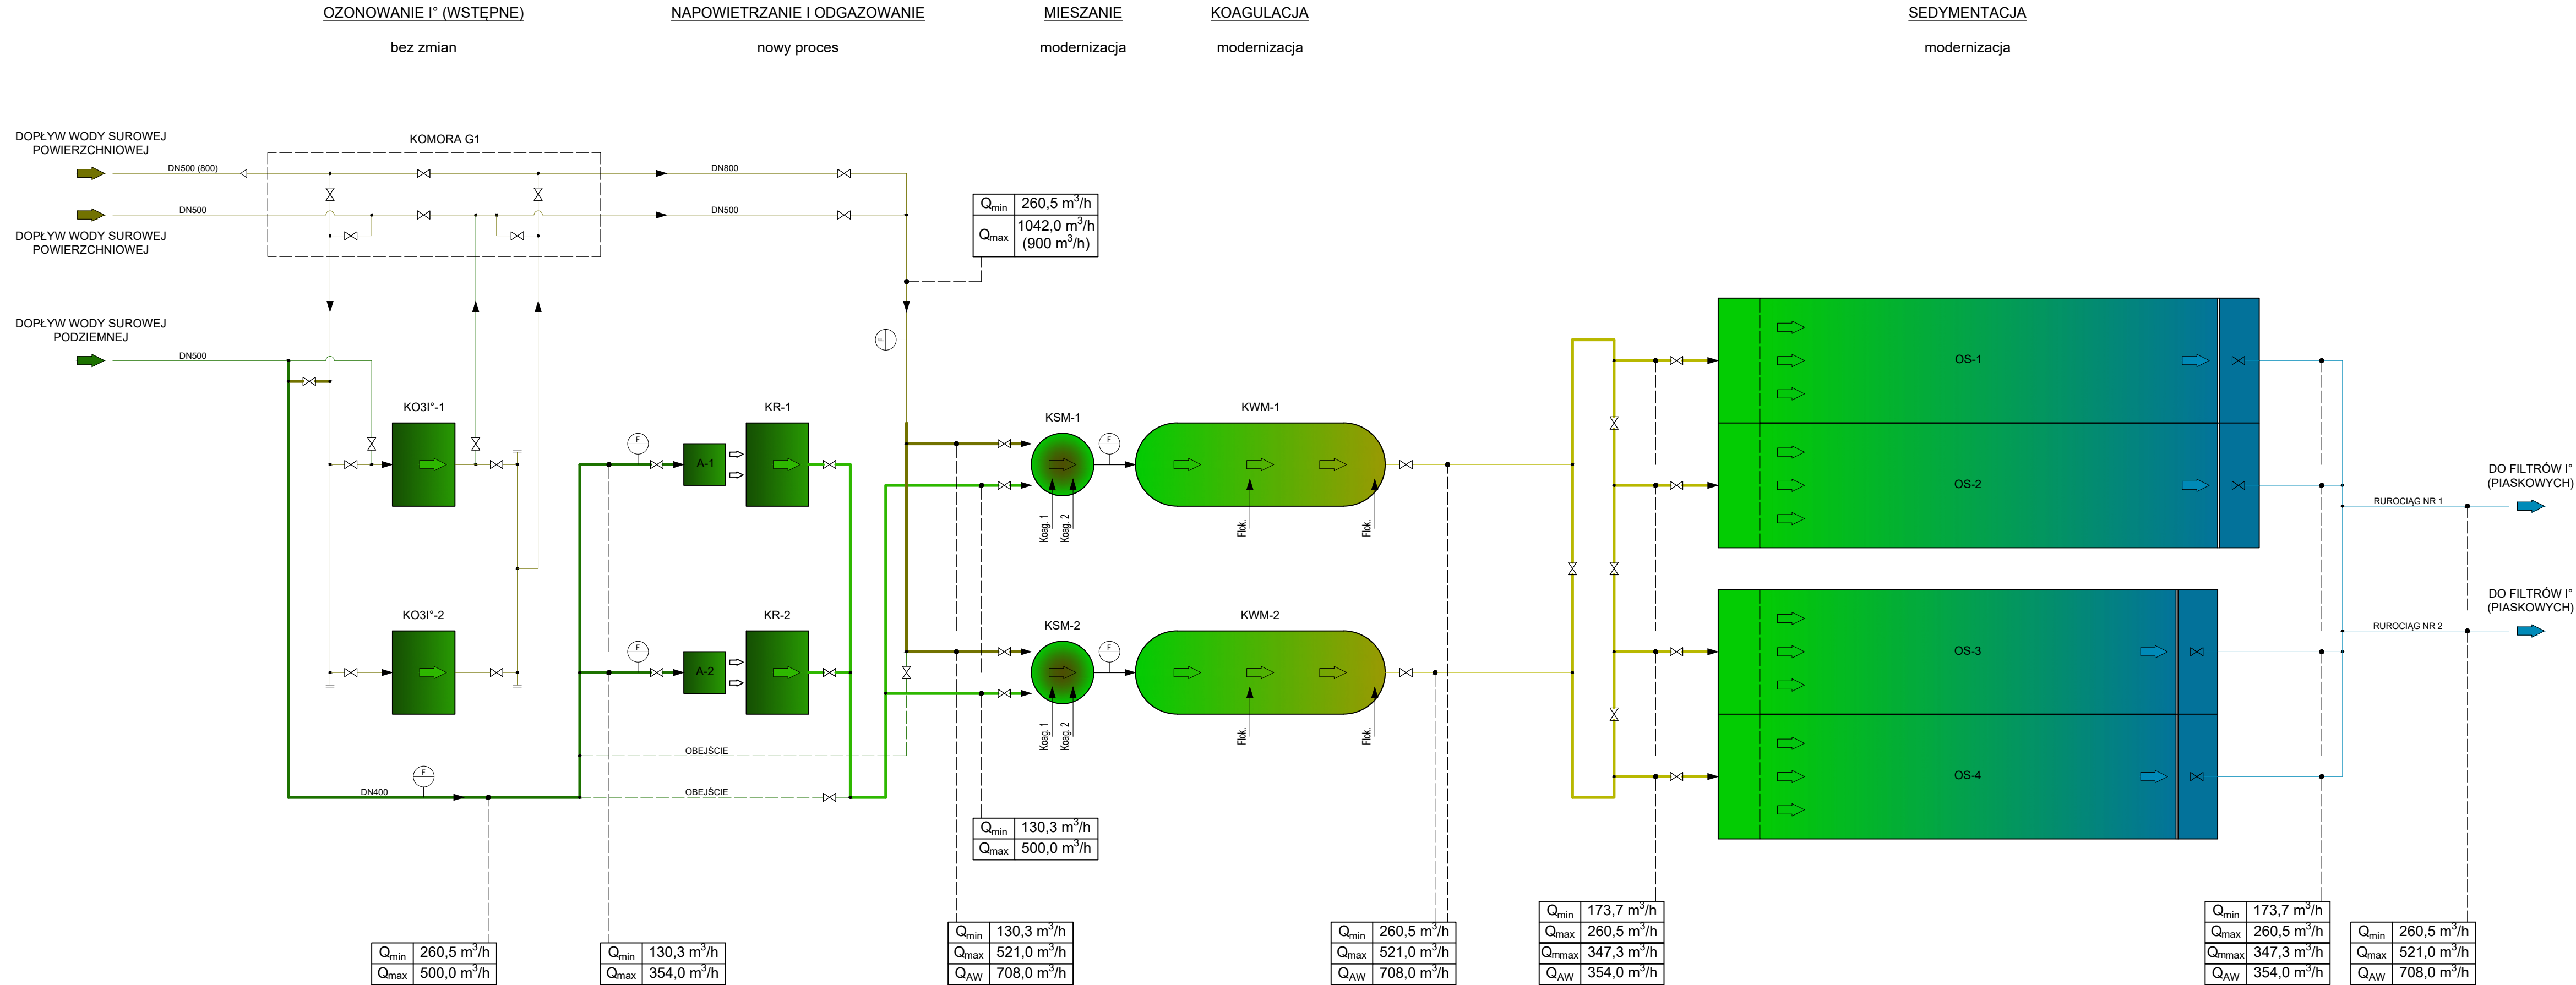 OZONOWANIE I° (WSTĘPNE)
bez zmian
NAPOWIETRZANIE I ODGAZOWANIE
nowy proces
MIESZANIE
modernizacja
KOAGULACJA
modernizacja
SEDYMENTACJA
modernizacja
DOPŁYW WODY SUROWEJ
POWIERZCHNIOWEJ
DN500 (800)
KOMORA G1
DN800
DN500
DN500
DOPŁYW WODY SUROWEJ
POWIERZCHNIOWEJ
Qmin 260,5 m³/h
Qmax 1042,0 m³/h
(900 m³/h)
DOPŁYW WODY SUROWEJ
PODZIEMNEJ
DN500
F
KO3I°-1
KR-1
KSM-1
KWM-1
F
A-1
F
Koag. 1
Koag. 2
Flok.
Flok.
OS-1
OS-2
DO FILTRÓW I°
(PIASKOWYCH)
RUROCIĄG NR 1
KO3I°-2
KR-2
KSM-2
KWM-2
F
A-2
F
Koag. 1
Koag. 2
Flok.
Flok.
OS-3
OS-4
DO FILTRÓW I°
(PIASKOWYCH)
RUROCIĄG NR 2
OBEJŚCIE
F
DN400
OBEJŚCIE
Qmin 130,3 m³/h
Qmax 500,0 m³/h
Qmin 260,5 m³/h
Qmax 500,0 m³/h
Qmin 130,3 m³/h
Qmax 354,0 m³/h
Qmin 130,3 m³/h
Qmax 521,0 m³/h
QAW 708,0 m³/h
Qmin 260,5 m³/h
Qmax 521,0 m³/h
QAW 708,0 m³/h
Qmin 173,7 m³/h
Qmax 260,5 m³/h
Qmmax 347,3 m³/h
QAW 354,0 m³/h
Qmin 173,7 m³/h
Qmax 260,5 m³/h
Qmmax 347,3 m³/h
QAW 354,0 m³/h
Qmin 260,5 m³/h
Qmax 521,0 m³/h
QAW 708,0 m³/h